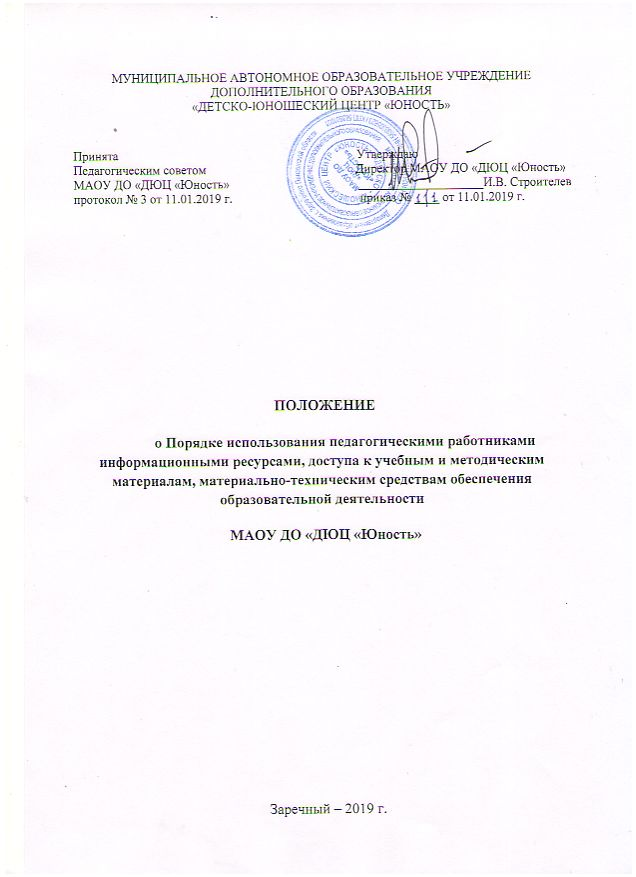 МУНИЦИПАЛЬНОЕ АВТОНОМНОЕ ОБРАЗОВАТЕЛЬНОЕ УЧРЕЖДЕНИЕ
ДОПОЛНИТЕЛЬНОГО ОБРАЗОВАНИЯ
«ДЕТСКО-ЮНОШЕСКИЙ ЦЕНТР «ЮНОСТЬ»
Принята
Педагогическим советом
МАОУ ДО «ДЮЦ «Юность»
протокол № 3 от 11.01.2019 г.
Утверждаю
Директор МАОУ ДО «ДЮЦ «Юность»
И.В. Строителев
приказ № 111 от 11.01.2019 г.
ПОЛОЖЕНИЕ
о Порядке использования педагогическими работниками
информационными ресурсами, доступа к учебным и методическим
материалам, материально-техническим средствам обеспечения
образовательной деятельности
МАОУ ДО «ДЮЦ «Юность»
Заречный – 2019 г.